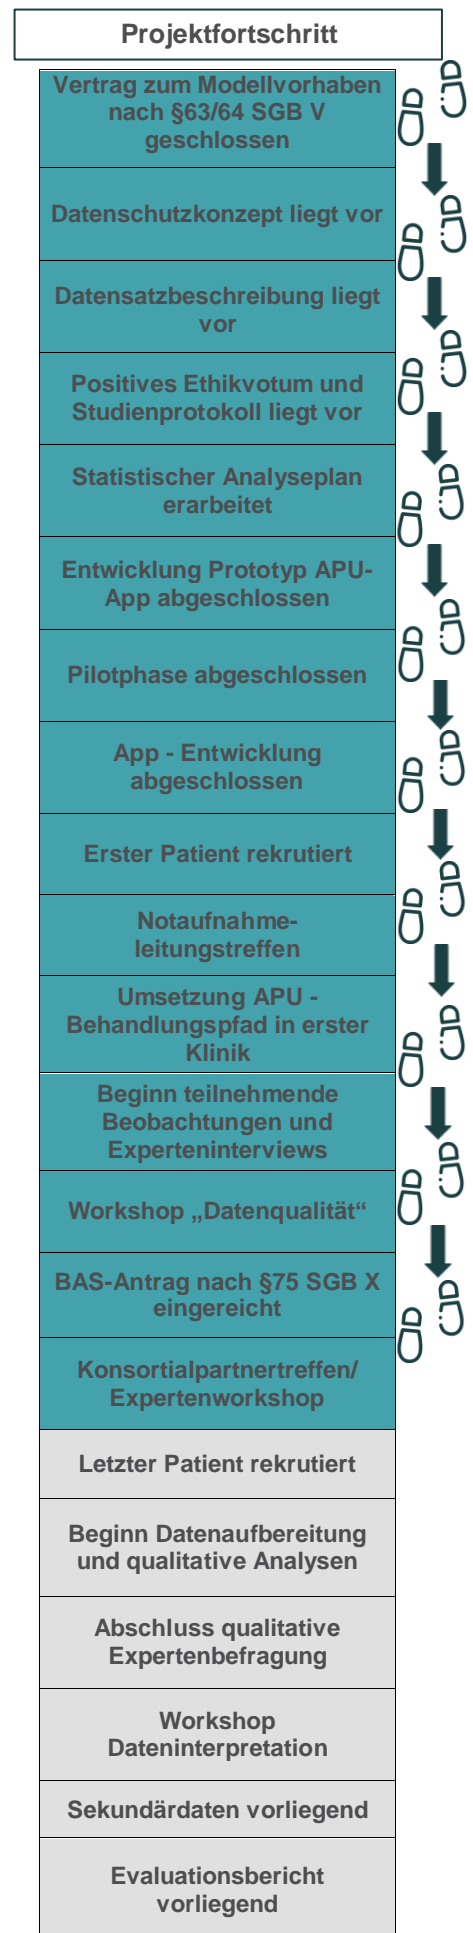 Projektfortschritt
Vertrag zum Modellvorhaben
nach §63/64 SGB V
geschlossen
Datenschutzkonzept liegt vor
Datensatzbeschreibung liegt
vor
Positives Ethikvotum und
Studienprotokoll liegt vor
Statistischer Analyseplan
erarbeitet
Entwicklung Prototyp APU-
App abgeschlossen
Pilotphase abgeschlossen
App - Entwicklung
abgeschlossen
Erster Patient rekrutiert
Notaufnahme-
leitungstreffen
Umsetzung APU -
Behandlungspfad in erster
Klinik
Beginn teilnehmende
Beobachtungen und
Experteninterviews
Workshop „Datenqualität“
BAS-Antrag nach §75 SGB X
eingereicht
Konsortialpartnertreffen/
Expertenworkshop
Letzter Patient rekrutiert
Beginn Datenaufbereitung
und qualitative Analysen
Abschluss qualitative
Expertenbefragung
Workshop
Dateninterpretation
Sekundärdaten vorliegend
Evaluationsbericht
vorliegend